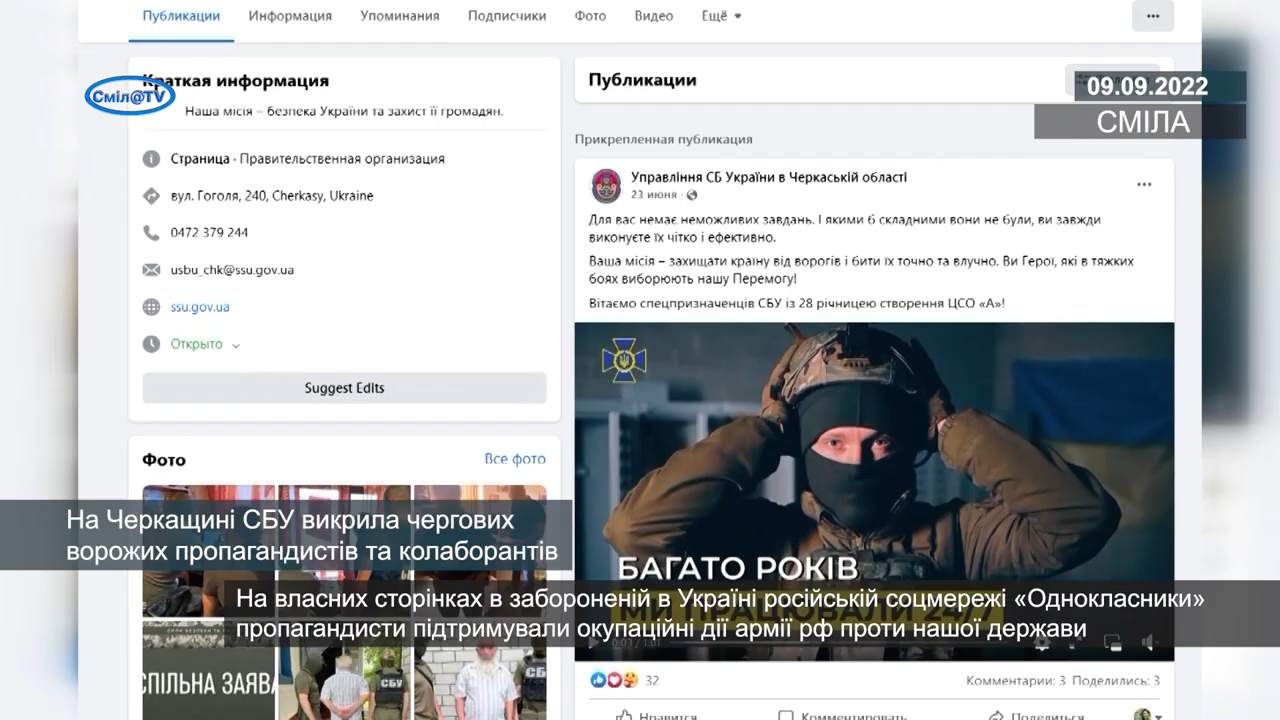 Публикации Информация Упоминания Подписчики Фото Видео Ещё
Краткая информация
Сміл@TV
Наша місія – безпека України та захист її громадян.
Страница · Правительственная организация
вул. Гоголя, 240, Cherkasy, Ukraine
0472 379 244
usbu_chk@ssu.gov.ua
ssu.gov.ua
Открыто
Suggest Edits
Фото Все фото
Публикации
09.09.2022
СМІЛА
Прикрепленная публикация
Управління СБ України в Черкаській області
23 июня ·
Для вас немає неможливих завдань. І якими б складними вони не були, ви завжди
виконуєте їх чітко і ефективно.
Ваша місія – захищати країну від ворогів і бити їх точно та влучно. Ви Герої, які в тяжких
боях виборюють нашу Перемогу!
Вітаємо спецпризначенців СБУ із 28 річницею створення ЦСО «А»!
БАГАТО РОКІВ
На Черкащині СБУ викрила чергових
ворожих пропагандистів та колаборантів
На власних сторінках в забороненій в Україні російській соцмережі «Однокласники»
пропагандисти підтримували окупаційні дії армії рф проти нашої держави
СПІЛЬНА ЗАЯВА
СБУ
СБ
32
Комментарии: 3 Поделились: 3
Нравится Комментировать Поделиться